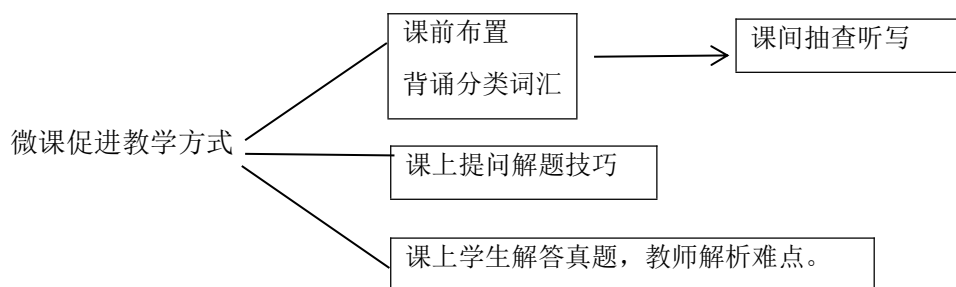 课前布置
背诵分类词汇
课间抽查听写
微课促进教学方式
课上提问解题技巧
课上学生解答真题，教师解析难点。